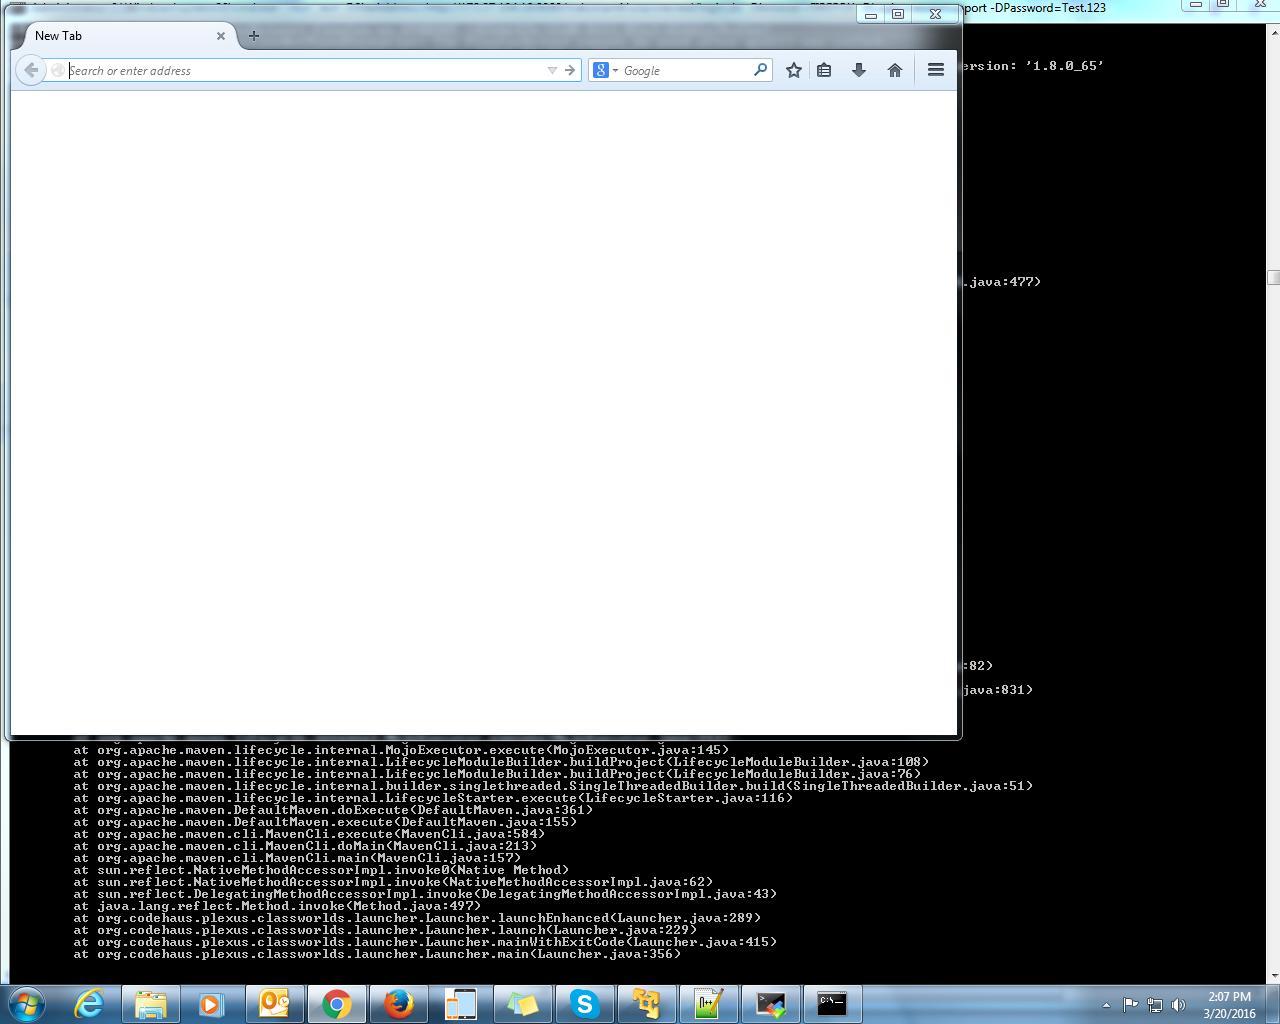 port -DPassword=Test.123
New Tab
Search or enter address
Google
ersion: '1.8.0_65'
.java:477)
:82)
java:831)
at org.apache.maven.lifecycle.internal.MojoExecutor.execute(MojoExecutor.java:145)
at org.apache.maven.lifecycle.internal.LifecycleModuleBuilder.buildProject(LifecycleModuleBuilder.java:108)
at org.apache.maven.lifecycle.internal.LifecycleModuleBuilder.buildProject(LifecycleModuleBuilder.java:76)
at org.apache.maven.lifecycle.internal.builder.singlethreaded.SingleThreadedBuilder.build(SingleThreadedBuilder.java:51)
at org.apache.maven.lifecycle.internal.LifecycleStarter.execute(LifecycleStarter.java:116)
at org.apache.maven.DefaultMaven.doExecute(DefaultMaven.java:361)
at org.apache.maven.DefaultMaven.execute(DefaultMaven.java:155)
at org.apache.maven.cli.MavenCli.execute(MavenCli.java:584)
at org.apache.maven.cli.MavenCli.doMain(MavenCli.java:213)
at org.apache.maven.cli.MavenCli.main(MavenCli.java:157)
at sun.reflect.NativeMethodAccessorImpl.invoke0(Native Method)
at sun.reflect.NativeMethodAccessorImpl.invoke(NativeMethodAccessorImpl.java:62)
at sun.reflect.DelegatingMethodAccessorImpl.invoke(DelegatingMethodAccessorImpl.java:43)
at java.lang.reflect.Method.invoke(Method.java:497)
at org.codehaus.plexus.classworlds.launcher.Launcher.launchEnhanced(Launcher.java:289)
at org.codehaus.plexus.classworlds.launcher.Launcher.launch(Launcher.java:229)
at org.codehaus.plexus.classworlds.launcher.Launcher.mainWithExitCode(Launcher.java:415)
at org.codehaus.plexus.classworlds.launcher.Launcher.main(Launcher.java:356)
2:07 PM
3/20/2016